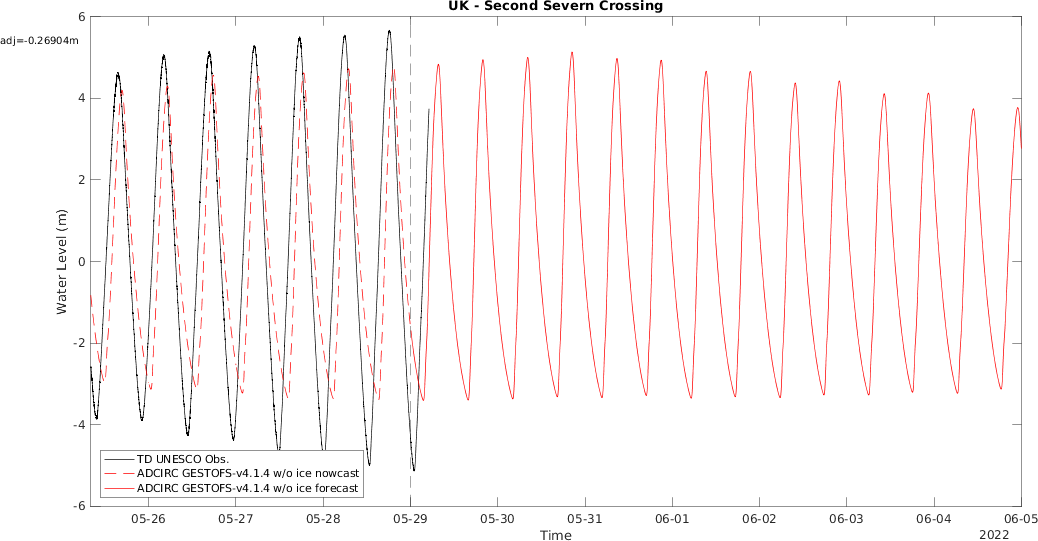 UK - Second Severn Crossing
adj=-0.26904m
6
4
2
0
-2
-4
-6
Water Level (m)
TD UNESCO Obs.
ADCIRC GESTOFS-v4.1.4 w/o ice nowcast
ADCIRC GESTOFS-v4.1.4 w/o ice forecast
05-26 05-27 05-28 05-29 05-30 05-31 06-01 06-02 06-03 06-04 06-05
Time
2022